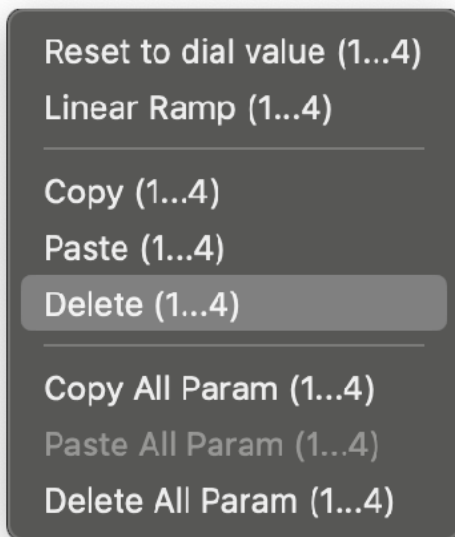 Reset to dial value (1...4)
Linear Ramp (1...4)
Copy (1...4)
Paste (1...4)
Delete (1...4)
Copy All Param (1...4)
Paste All Param (1...4)
Delete All Param (1...4)